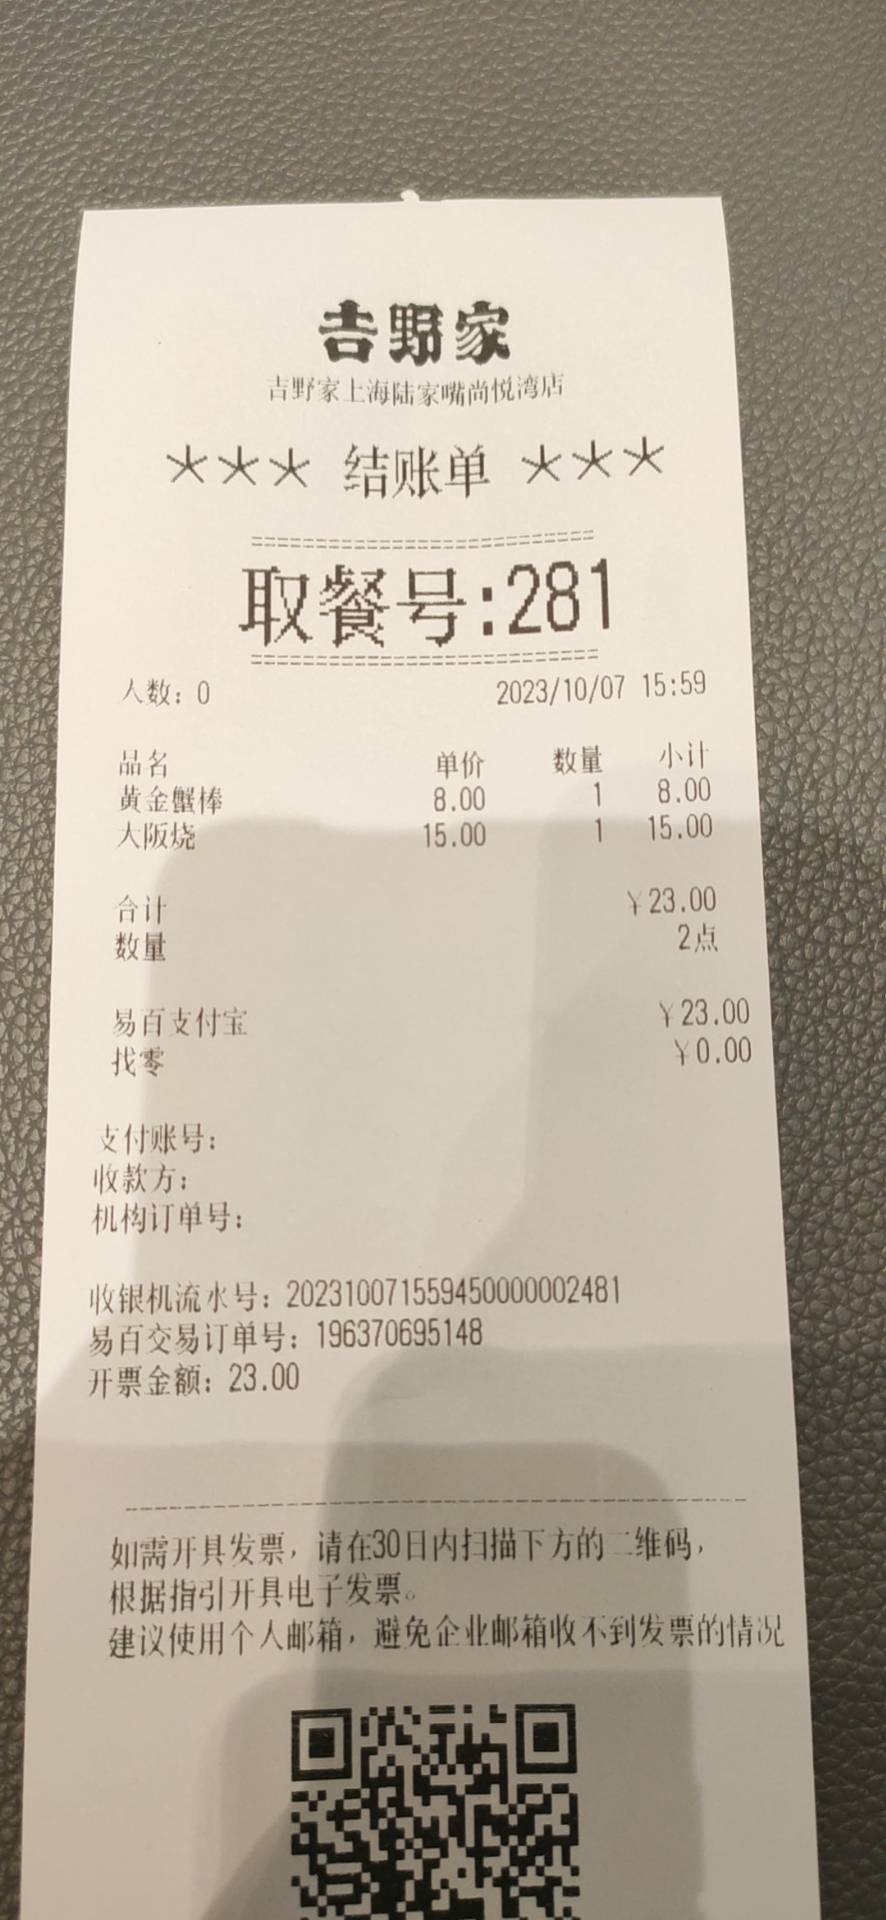 吉野家
吉野家上海陆家嘴尚悦湾店
*** 结账单 ***
取餐号:281
人数: 0 2023/10/07 15:59
品名 单价 数量 小计
黄金蟹棒 8.00 1 8.00
大阪烧 15.00 1 15.00
合计 ¥23.00
数量 2点
易百支付宝 ¥23.00
找零 ¥0.00
支付账号:
收款方:
机构订单号:
收银机流水号: 2023100715594500000002481
易百交易订单号: 196370695148
开票金额: 23.00
如需开具发票，请在30日内扫描下方的二维码，
根据指引开具电子发票。
建议使用个人邮箱，避免企业邮箱收不到发票的情况